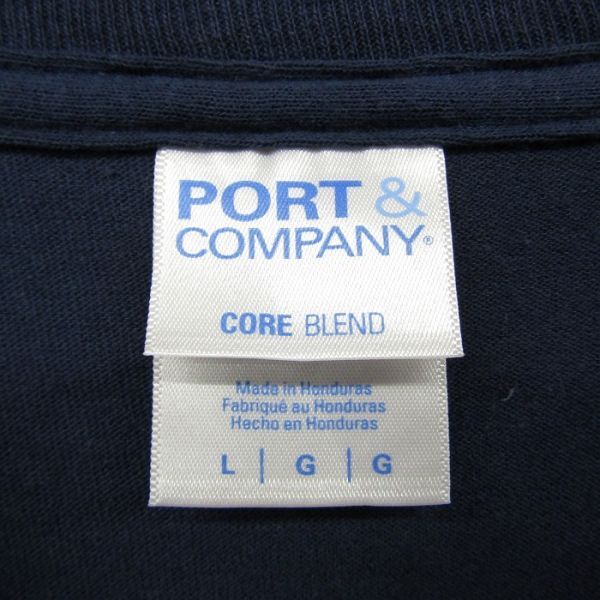 PORT &
COMPANY®
CORE BLEND
Made in Honduras
Fabriqué au Honduras
Hecho en Honduras
L | G | G